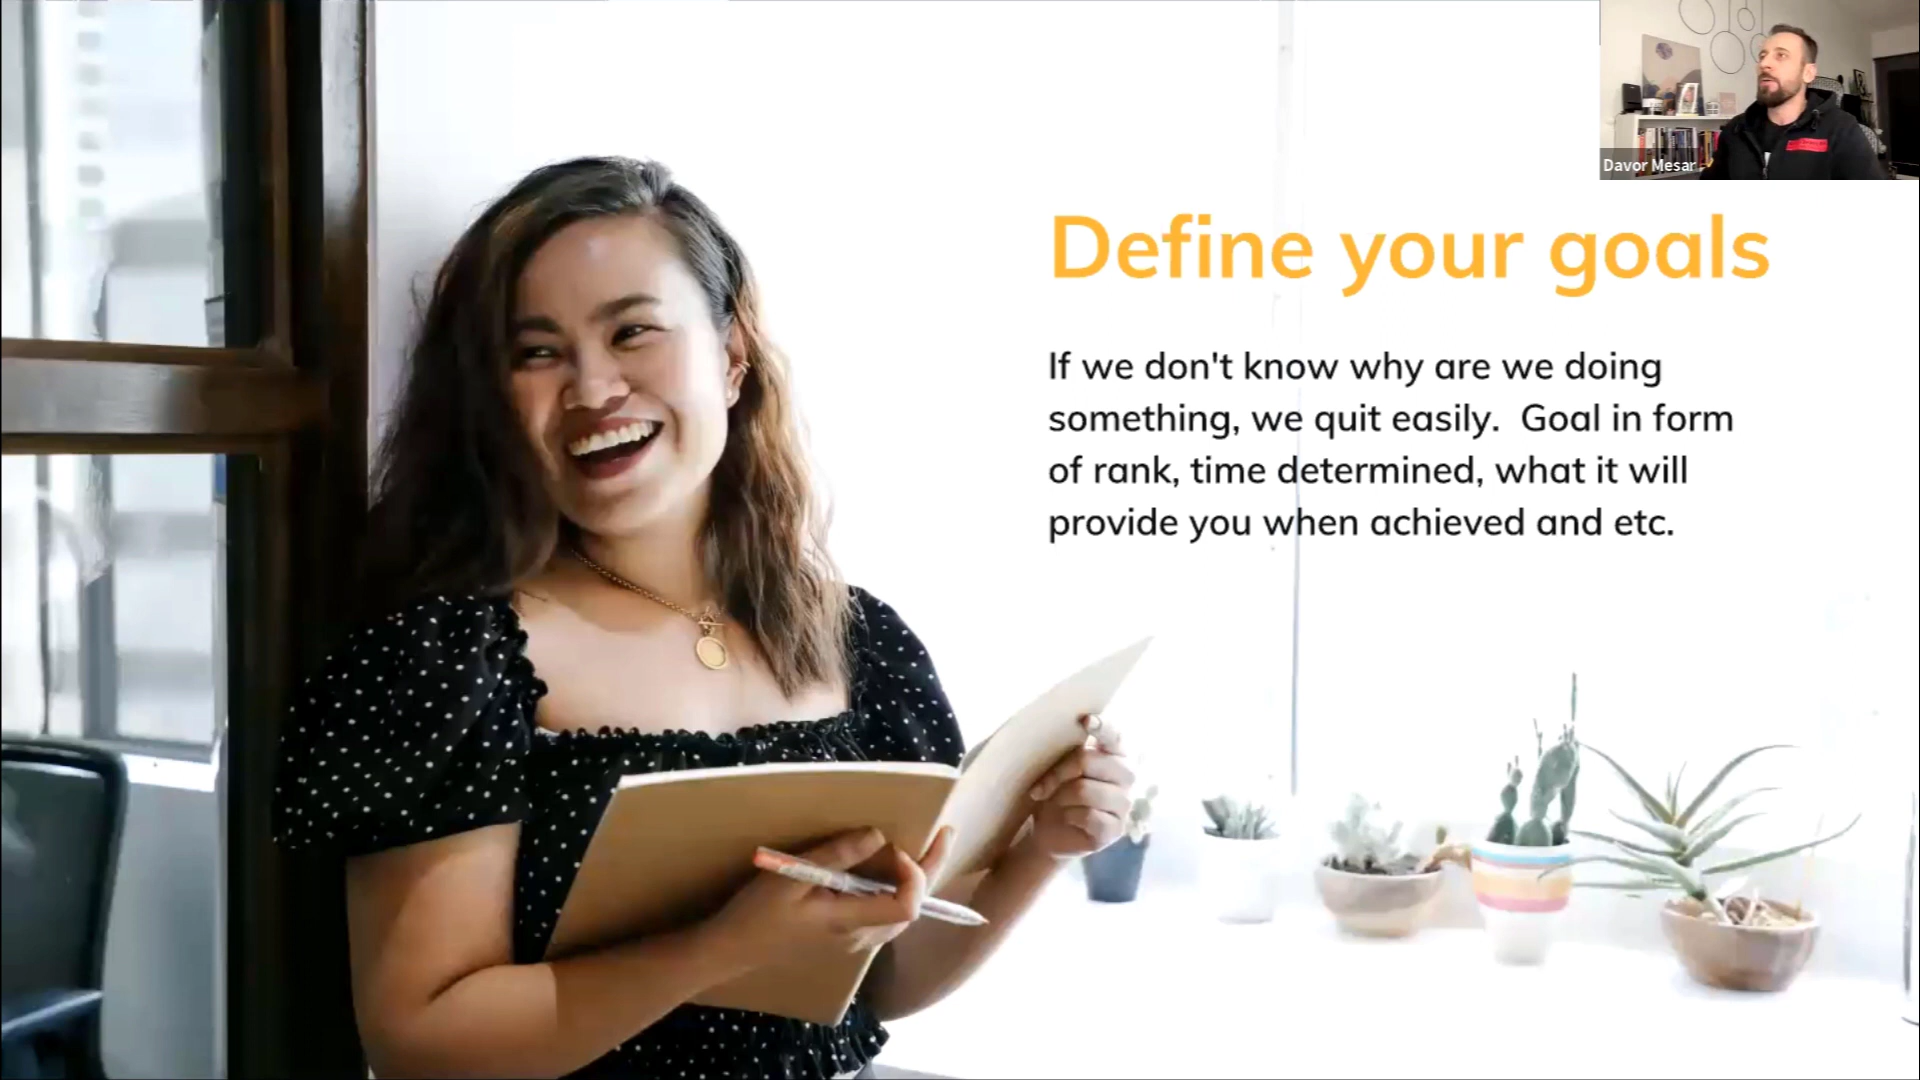 Davor Mesar
Define your goals
If we don't know why are we doing
something, we quit easily.  Goal in form
of rank, time determined, what it will
provide you when achieved and etc.